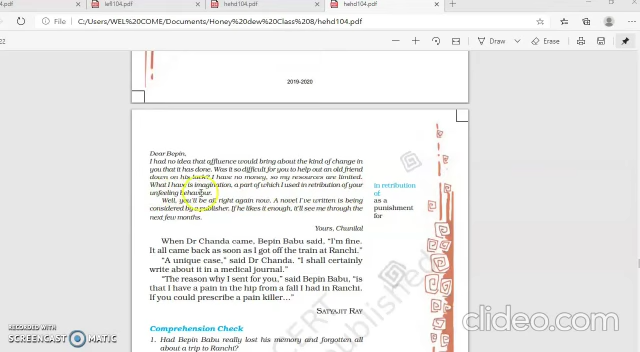 iefl104.pdf
hehd104.pdf
hehd104.pdf
C:/Users/WEL%20COME/Documents/Honey%20dew%20Class%208/hehd104.pdf
22
Draw
Erase
2019-2020
Dear Bepin,
I had no idea that affluence would bring about the kind of change in
you that it has done. Was it so difficult for you to help out an old friend
down on his luck? I have no money, so my resources are limited.
What I have is imagination, a part of which I used in retribution of your
unfeeling behaviour.
Well, you'll be all right again now. A novel I've written is being
considered by a publisher. If he likes it enough, it'll see me through the
next few months.
Yours, Chunilal
in retribution
of:
as a
punishment
for
When Dr Chanda came, Bepin Babu said, “I'm fine.
It all came back as soon as I got off the train at Ranchi.”
“A unique case,” said Dr Chanda. “I shall certainly
write about it in a medical journal.”
“The reason why I sent for you,” said Bepin Babu, “is
that I have a pain in the hip from a fall I had in Ranchi.
If you could prescribe a pain killer...”
SATYAJIT RAY
Comprehension Check
1. Had Bepin Babu really lost his memory and forgotten all
about a trip to Ranchi?
RECORDED WITH
SCREENCAST MATIC
clideo.com